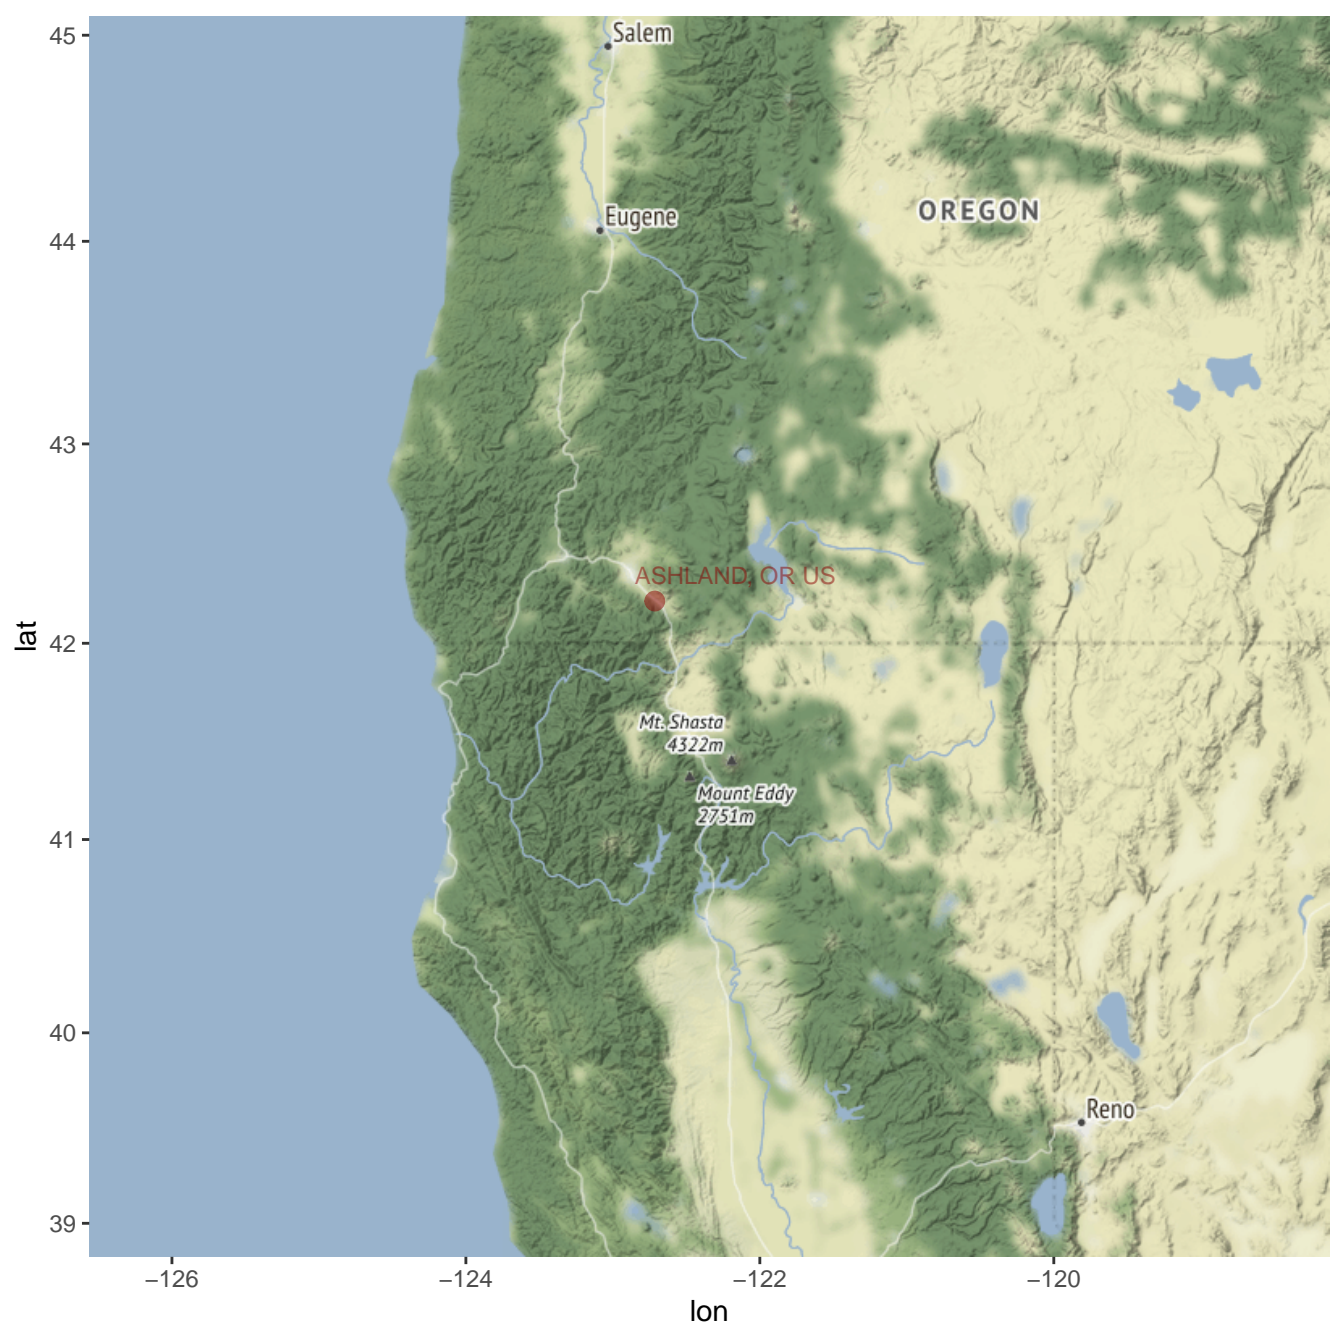 45
Salem
Eugene
OREGON
44
43
ASHLAND, OR US
42
Mt. Shasta
4322m
Mount Eddy
2751m
41
40
Reno
39
lat
−126
−124
−122
−120
lon